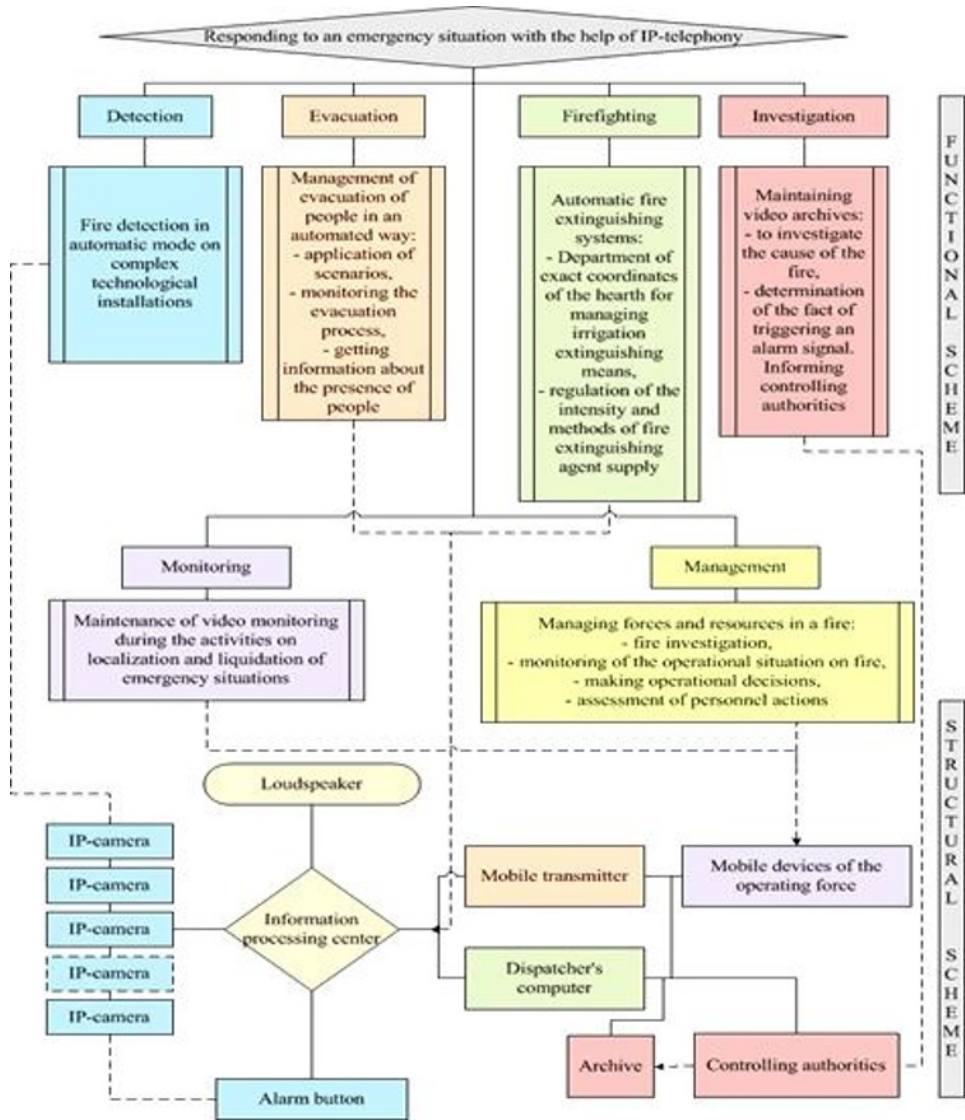 Responding to an emergency situation with the help of IP-telephony
Detection
Evacuation
Firefighting
Investigation
Fire detection in
automatic mode on
complex
technological
installations
Management of
evacuation of
people in an
automated way:
- application of
scenarios,
- monitoring the
evacuation
process,
- getting
information about
the presence of
people
Automatic fire
extinguishing
systems:
- Department of
exact coordinates
of the hearth for
managing
irrigation
extinguishing
means,
- regulation of the
intensity and
methods of fire
extinguishing
agent supply
Maintaining
video archives:
- to investigate
the cause of the
fire,
- determination
of the fact of
triggering an
alarm signal.
Informing
controlling
authorities
FUNCTIONAL SCHEME
Monitoring
Management
Maintenance of video monitoring
during the activities on
localization and liquidation of
emergency situations
Managing forces and resources in a fire:
- fire investigation,
- monitoring of the operational situation on fire,
- making operational decisions,
- assessment of personnel actions
STRUCTURAL SCHEME
Loudspeaker
IP-camera
IP-camera
IP-camera
IP-camera
IP-camera
Information
processing center
Mobile transmitter
Mobile devices of the
operating force
Dispatcher's
computer
Archive
Controlling authorities
Alarm button